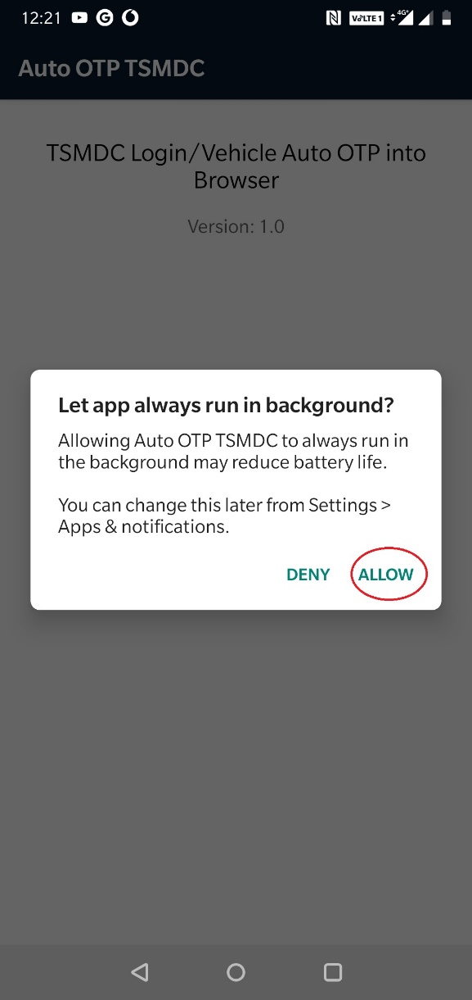 12:21
VoLTE 1
4G+
Auto OTP TSMDC
TSMDC Login/Vehicle Auto OTP into
Browser
Version: 1.0
Let app always run in background?
Allowing Auto OTP TSMDC to always run in
the background may reduce battery life.
You can change this later from Settings >
Apps & notifications.
DENY ALLOW